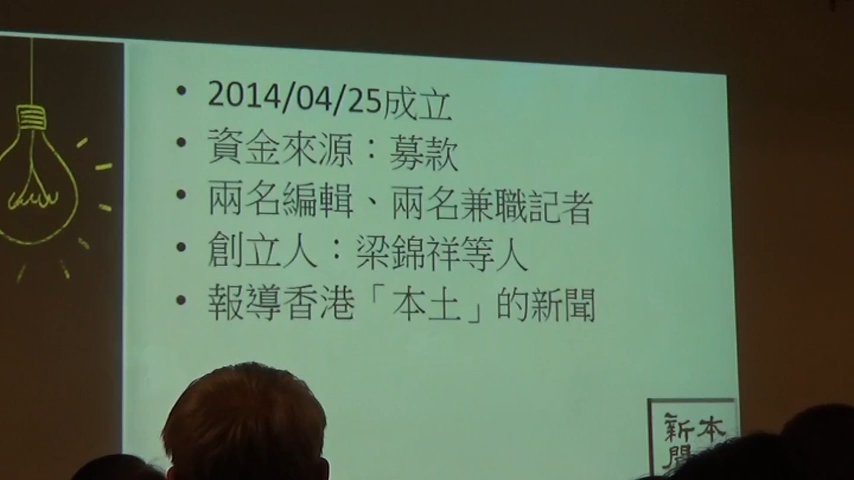 • 2014/04/25成立
• 資金來源：募款
• 兩名編輯、兩名兼職記者
• 創立人：梁錦祥等人
• 報導香港「本土」的新聞
本
新聞